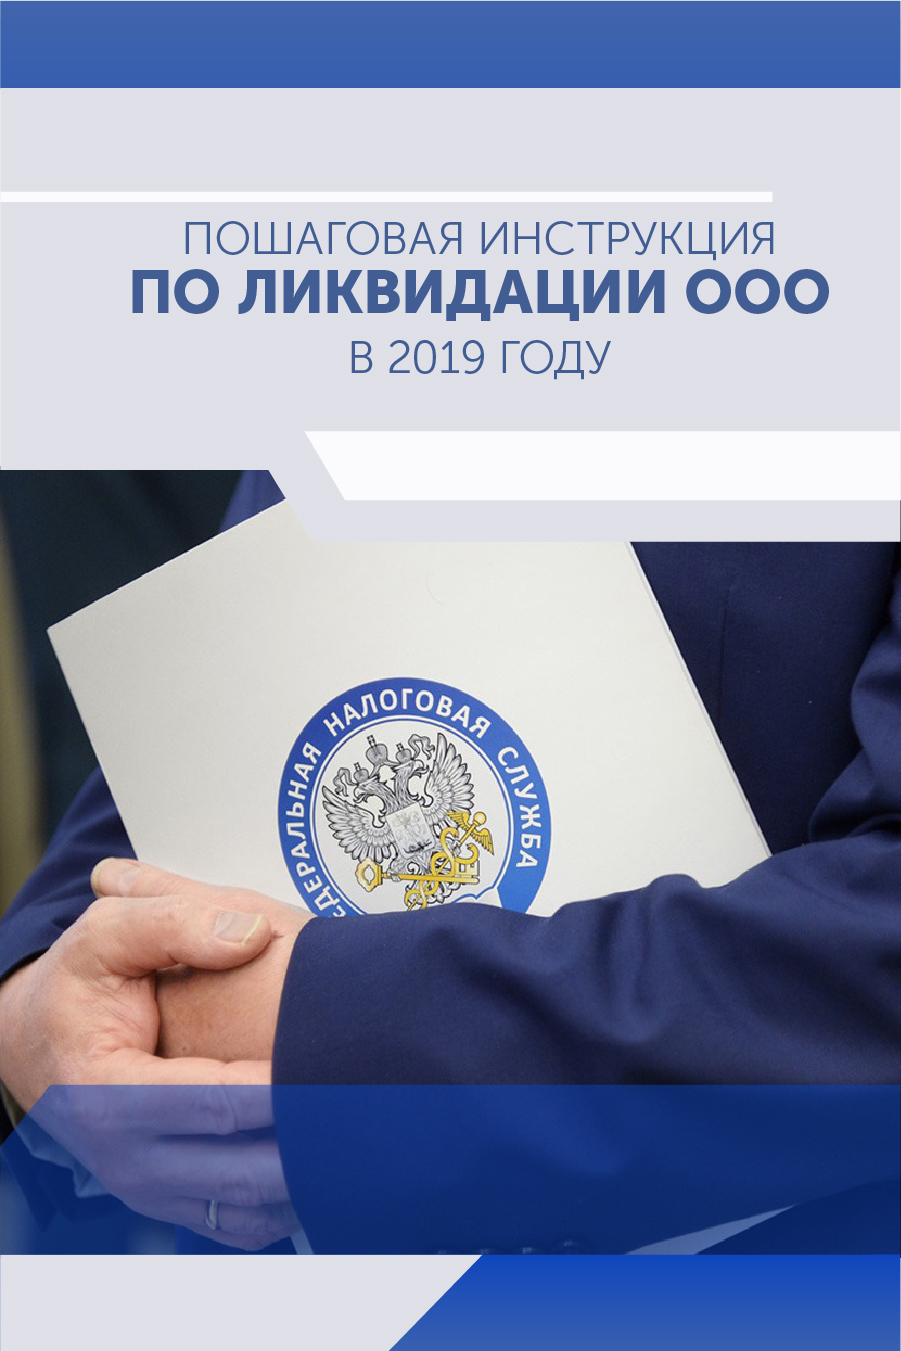 ПОШАГОВАЯ ИНСТРУКЦИЯ
ПО ЛИКВИДАЦИИ ООО
В 2019 ГОДУ
НАЛОГОВАЯ СЛУЖБА